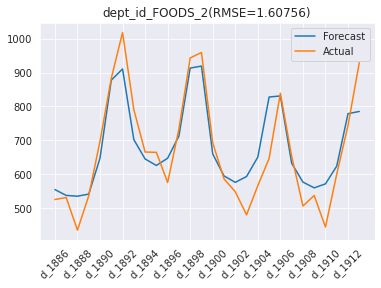 dept_id_FOODS_2(RMSE=1.60756)
Forecast
Actual
1000
900
800
700
600
500
d_1886
d_1888
d_1890
d_1892
d_1894
d_1896
d_1898
d_1900
d_1902
d_1904
d_1906
d_1908
d_1910
d_1912